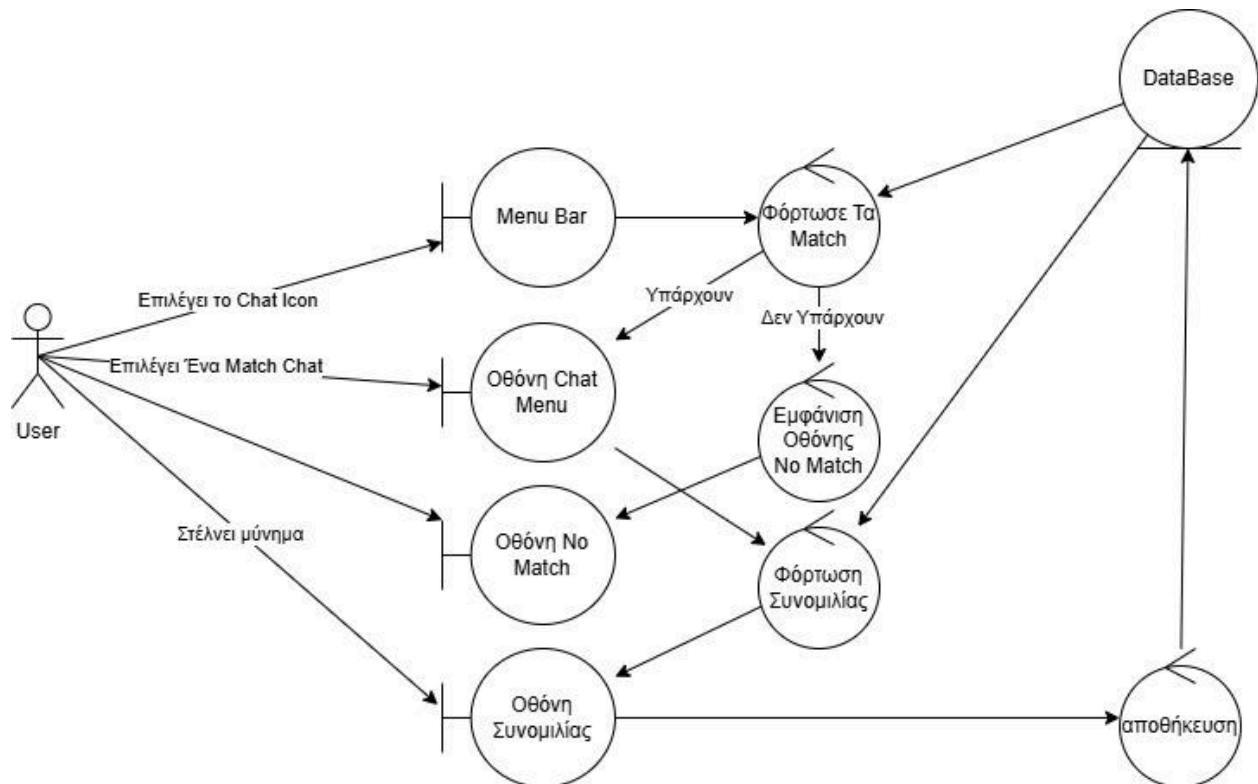 DataBase
Menu Bar
Φόρτωσε Τα
Match
Επιλέγει το Chat Icon
Υπάρχουν
Δεν Υπάρχουν
Επιλέγει Ένα Match Chat
User
Οθόνη Chat
Menu
Εμφάνιση
Οθόνης
No Match
Στέλνει μύνημα
Οθόνη No
Match
Φόρτωση
Συνομιλίας
Οθόνη
Συνομιλίας
αποθήκευση